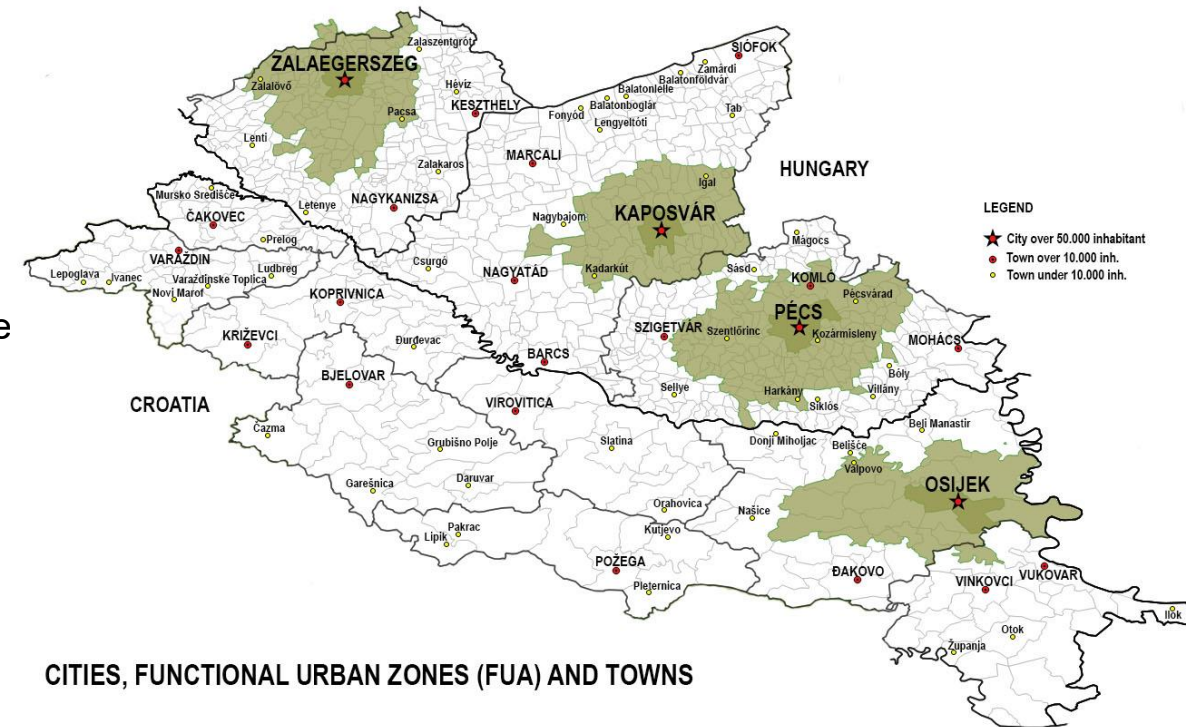 Zalaszentgrót
ZALAEGERSZEG
Zalalövő
Hévíz
KESZTHELY
Pacsa
Lenti
Zalakaros
NAGYKANIZSA
Letenye
SIÓFOK
Zamárdi
Balatonföldvár
Balatonlelle
Balatonboglár
Fonyód
Lengyeltóti
Tab
MARCALI
HUNGARY
Igal
KAPOSVÁR
Nagybajom
Kadarkút
Csurgó
NAGYATÁD
BARCS
LEGEND
City over 50.000 inhabitant
Town over 10.000 inh.
Town under 10.000 inh.
Mágocs
Sásd
KOMLÓ
Pécsvárad
PÉCS
Szentlőrinc
Kozármisleny
SZIGETVÁR
MOHÁCS
Bóly
Sellye
Harkány
Siklós
Villány
Mursko Središće
ČAKOVEC
Prelog
VARAŽDIN
Lepoglava
Ivanec
Varaždinske Toplice
Ludbreg
Novi Marof
KOPRIVNICA
KRIŽEVCI
Đurđevac
e
BJELOVAR
CROATIA
VIROVITICA
Čazma
Grubišno Polje
Slatina
Donji Miholjac
Belišće
Beli Manastir
Valpovo
OSIJEK
Garešnica
Daruvar
Orahovica
Našice
Lipik
Pakrac
Kutjevo
POŽEGA
Pleternica
ĐAKOVO
VINKOVCI
VUKOVAR
Ilok
Otok
Županja
CITIES, FUNCTIONAL URBAN ZONES (FUA) AND TOWNS